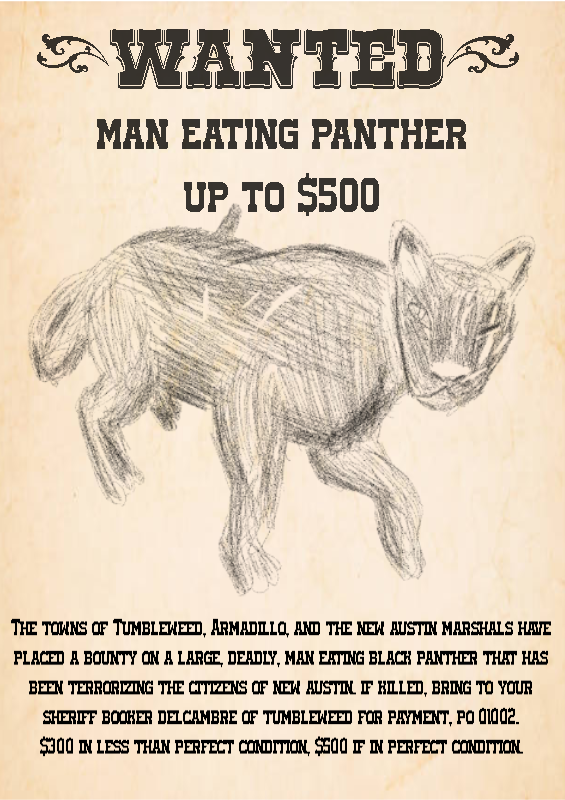 WANTED
MAN EATING PANTHER
UP TO $500
THE TOWNS OF TUMBLEWEED, ARMADILLO, AND THE NEW AUSTIN MARSHALS HAVE
PLACED A BOUNTY ON A LARGE, DEADLY, MAN EATING BLACK PANTHER THAT HAS
BEEN TERRORIZING THE CITIZENS OF NEW AUSTIN. IF KILLED, BRING TO YOUR
SHERIFF BOOKER DELCAMBRE OF TUMBLEWEED FOR PAYMENT, PO 01002.
$300 IN LESS THAN PERFECT CONDITION, $500 IF IN PERFECT CONDITION.